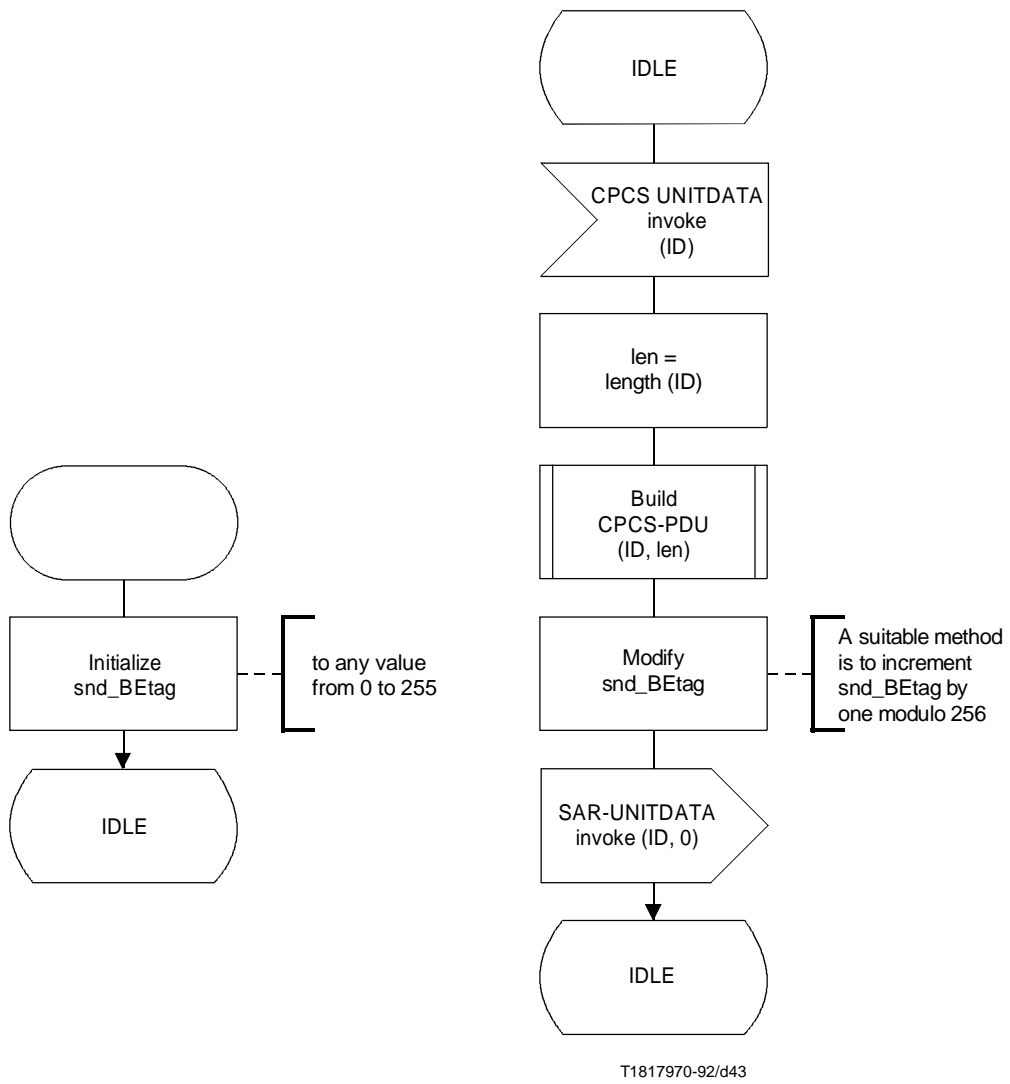 Initialize
snd_BEtag
to any value
from 0 to 255
IDLE
IDLE
CPCS UNITDATA
invoke
(ID)
len =
length (ID)
Build
CPCS-PDU
(ID, len)
Modify
snd_BEtag
A suitable method
is to increment
snd_BEtag by
one modulo 256
SAR-UNITDATA
invoke (ID, 0)
IDLE
T1817970-92/d43